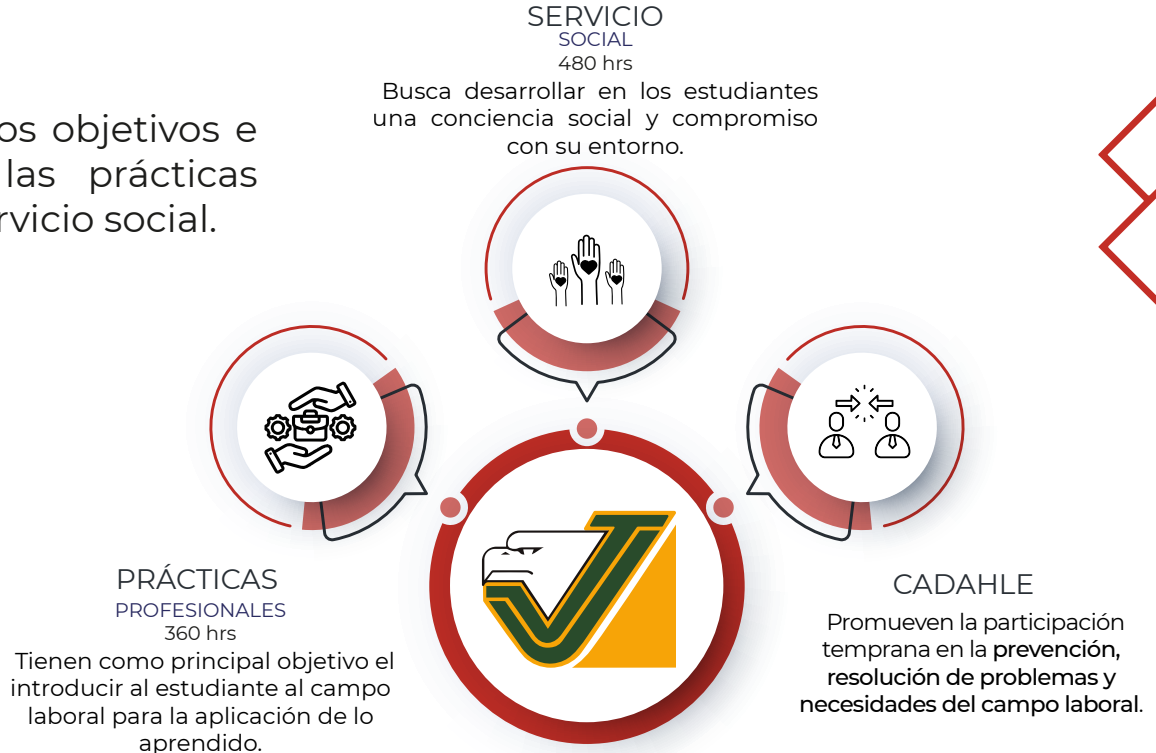 SERVICIO
SOCIAL
480 hrs
Busca desarrollar en los estudiantes
una conciencia social y compromiso
con su entorno.
os objetivos e
las prácticas
rvicio social.
PRÁCTICAS
PROFESIONALES
360 hrs
Tienen como principal objetivo el
introducir al estudiante al campo
laboral para la aplicación de lo
aprendido.
CADAHLE
Promueven la participación
temprana en la prevención,
resolución de problemas y
necesidades del campo laboral.